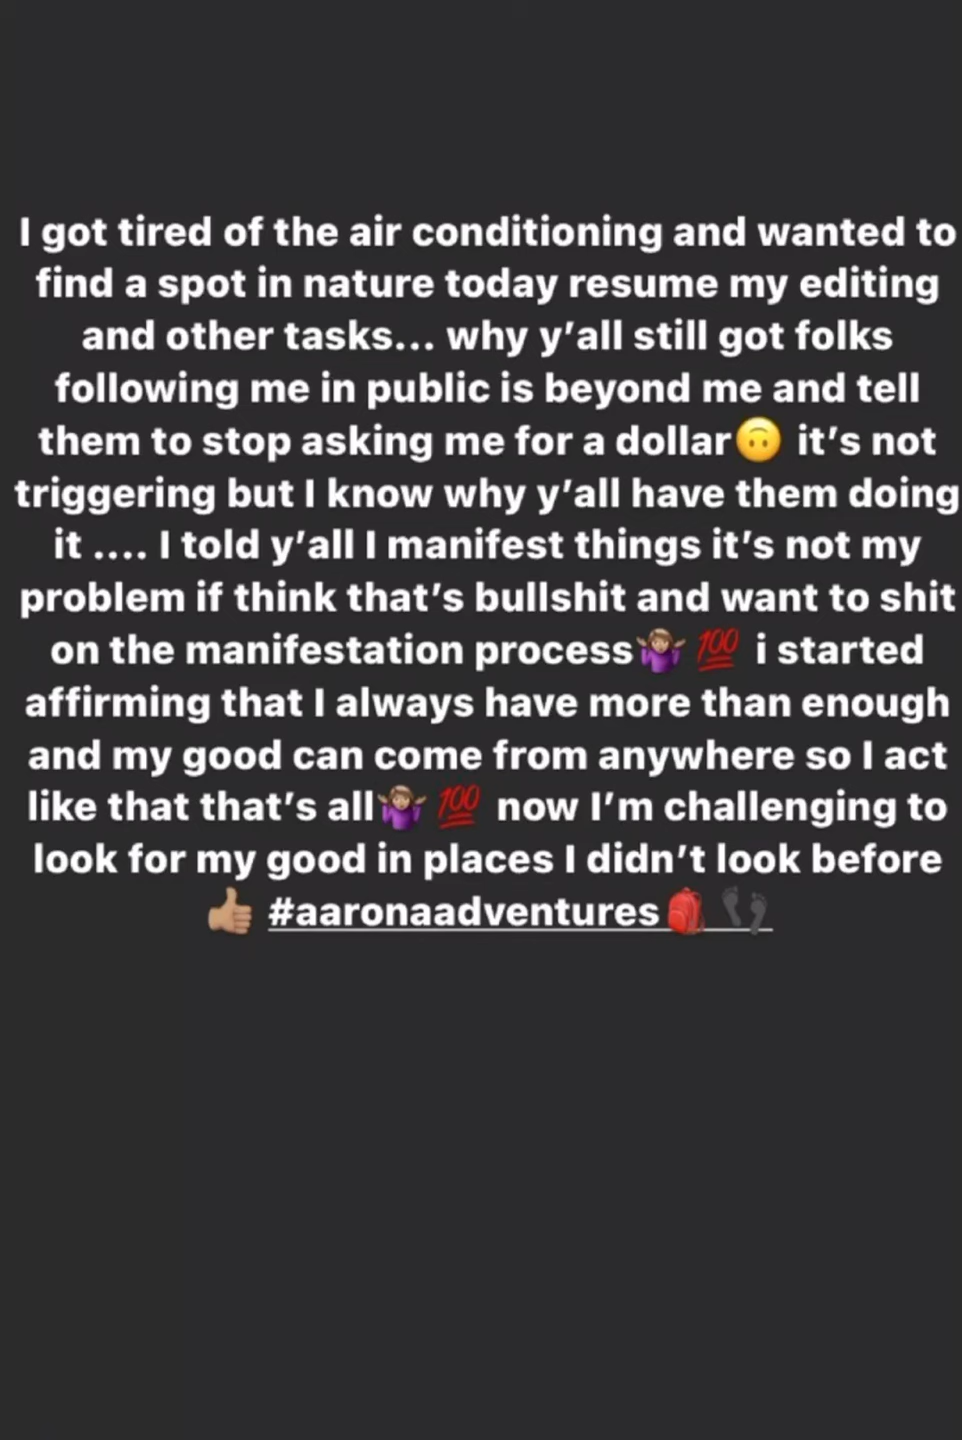 I got tired of the air conditioning and wanted to
find a spot in nature today resume my editing
and other tasks... why y’all still got folks
following me in public is beyond me and tell
them to stop asking me for a dollar🙃 it’s not
triggering but I know why y’all have them doing
it .... I told y’all I manifest things it’s not my
problem if think that’s bullshit and want to shit
on the manifestation process🤷🏽‍♀️ 💯 i started
affirming that I always have more than enough
and my good can come from anywhere so I act
like that that’s all🤷🏽‍♀️ 💯 now I’m challenging to
look for my good in places I didn’t look before
👍🏽 #aaronaadventures🎒 👣